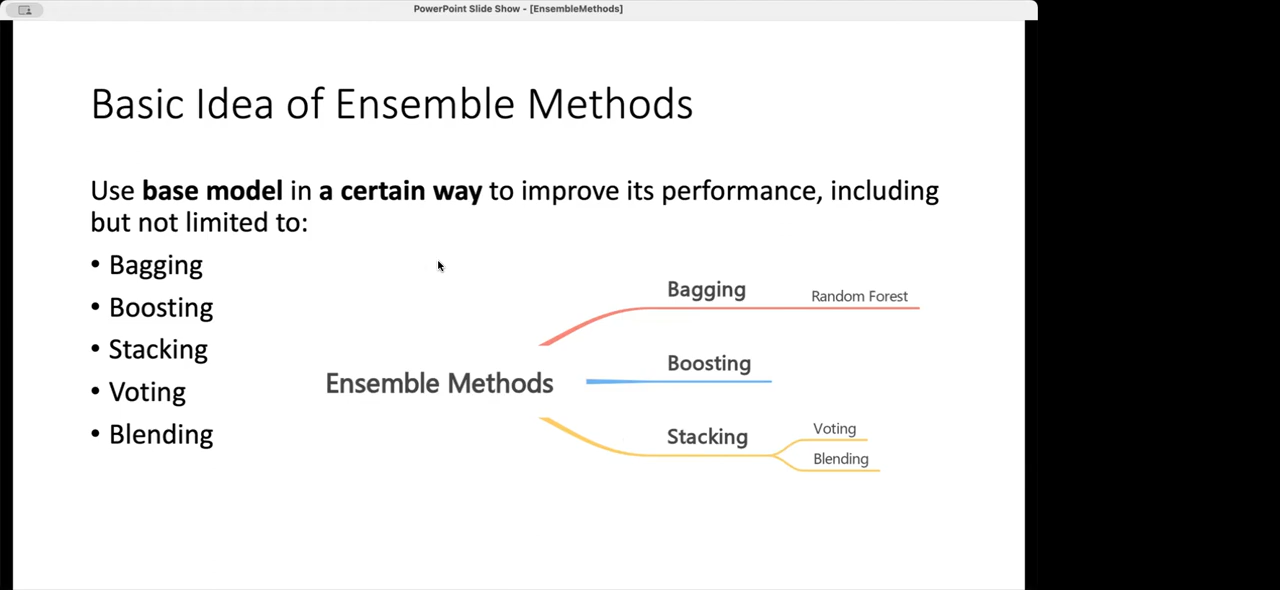 PowerPoint Slide Show - [EnsembleMethods]
Basic Idea of Ensemble Methods
Use base model in a certain way to improve its performance, including
but not limited to:
• Bagging
• Boosting
• Stacking
• Voting
• Blending
Bagging
Random Forest
Boosting
Ensemble Methods
Stacking
Voting
Blending